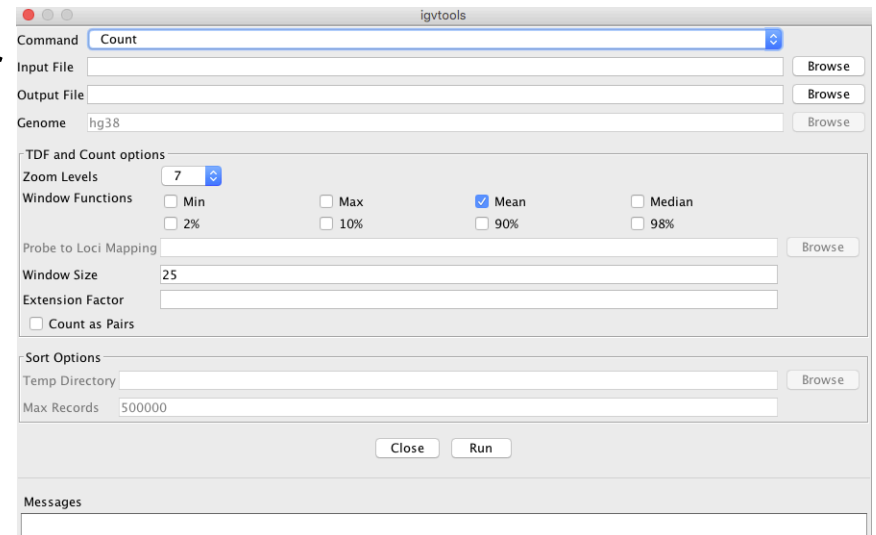 igvtools
Command Count
Input File Browse
Output File Browse
Genome hg38 Browse
TDF and Count options
Zoom Levels 7
Window Functions Min Max Mean Median
2% 10% 90% 98%
Probe to Loci Mapping Browse
Window Size 25
Extension Factor
Count as Pairs
Sort Options
Temp Directory Browse
Max Records 500000
Close Run
Messages